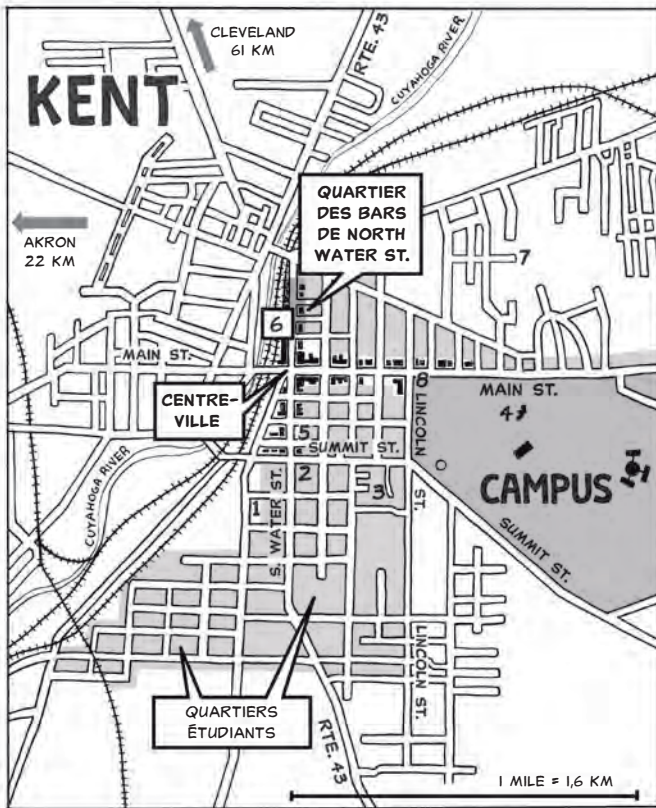 CLEVELAND
61 KM
KENT
RTE. 43
CUYAHOGA RIVER
AKRON
22 KM
QUARTIER
DES BARS
DE NORTH
WATER ST.
7
6
MAIN ST.
CENTRE-
VILLE
8
MAIN ST.
4
LINCOLN
ST.
5
SUMMIT ST.
2
3
CAMPUS
CUYAHOGA RIVER
1
S. WATER ST.
SUMMIT ST.
LINCOLN ST.
QUARTIERS
ÉTUDIANTS
RTE. 43
1 MILE = 1,6 KM